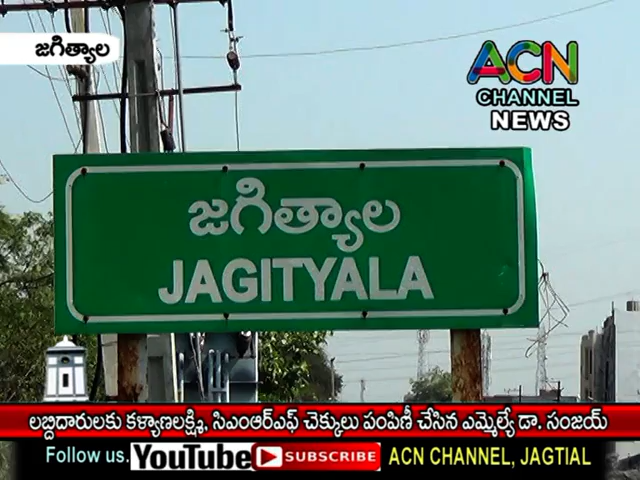 జగిత్యాల
ACN
CHANNEL
NEWS
జగిత్యాల
JAGITYALA
లబ్దిదారులకు కళ్యాణలక్ష్మి, సిఎంఆర్ఎఫ్ చెక్కులు పంపిణీ చేసిన ఎమ్మెల్యే డా. సంజయ్
Follow us. YouTube SUBSCRIBE ACN CHANNEL, JAGTIAL